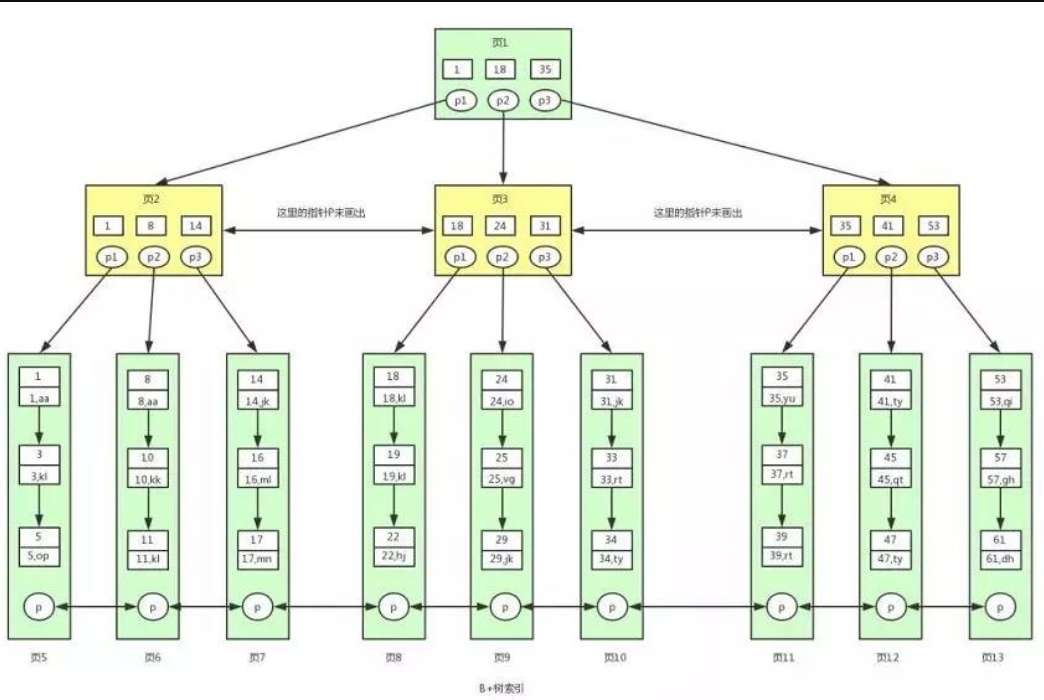 页1
1 18 35
p1 p2 p3
页2
1 8 14
p1 p2 p3
这里的指针P未画出
页3
18 24 31
p1 p2 p3
这里的指针P未画出
页4
35 41 53
p1 p2 p3
1
1,aa
3
3,kl
5
5,op
p
页5
8
8,aa
10
10,kk
11
11,kl
p
页6
14
14,jk
16
16,ml
17
17,mn
p
页7
18
18,kl
19
19,kl
22
22,hj
p
页8
24
24,io
25
25,vg
29
29,jk
p
页9
31
31,jk
33
33,rt
34
34,ty
p
页10
35
35,yu
37
37,rt
39
39,rt
p
页11
41
41,ty
45
45,qt
47
47,ty
p
页12
53
53,qi
57
57,gh
61
61,dh
p
页13
B+树索引